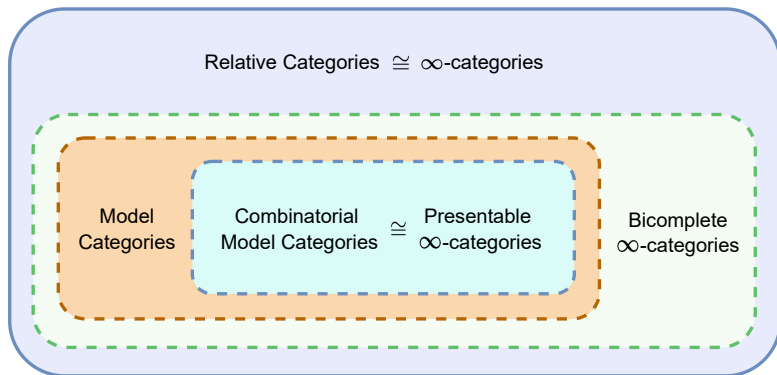 Relative Categories ≅ ∞-categories
Model
Categories
Combinatorial
Model Categories
≅
Presentable
∞-categories
Bicomplete
∞-categories